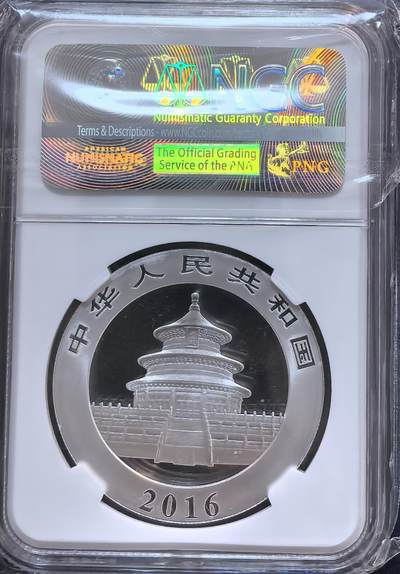 NGC
Numismatic Guaranty Corporation
Terms & Descriptions - www.NGCcoin.com
AMERICAN
NUMISMATIC
ASSOCIATION
The Official Grading
Service of the PNG
PNG
中华人民共和国
2016